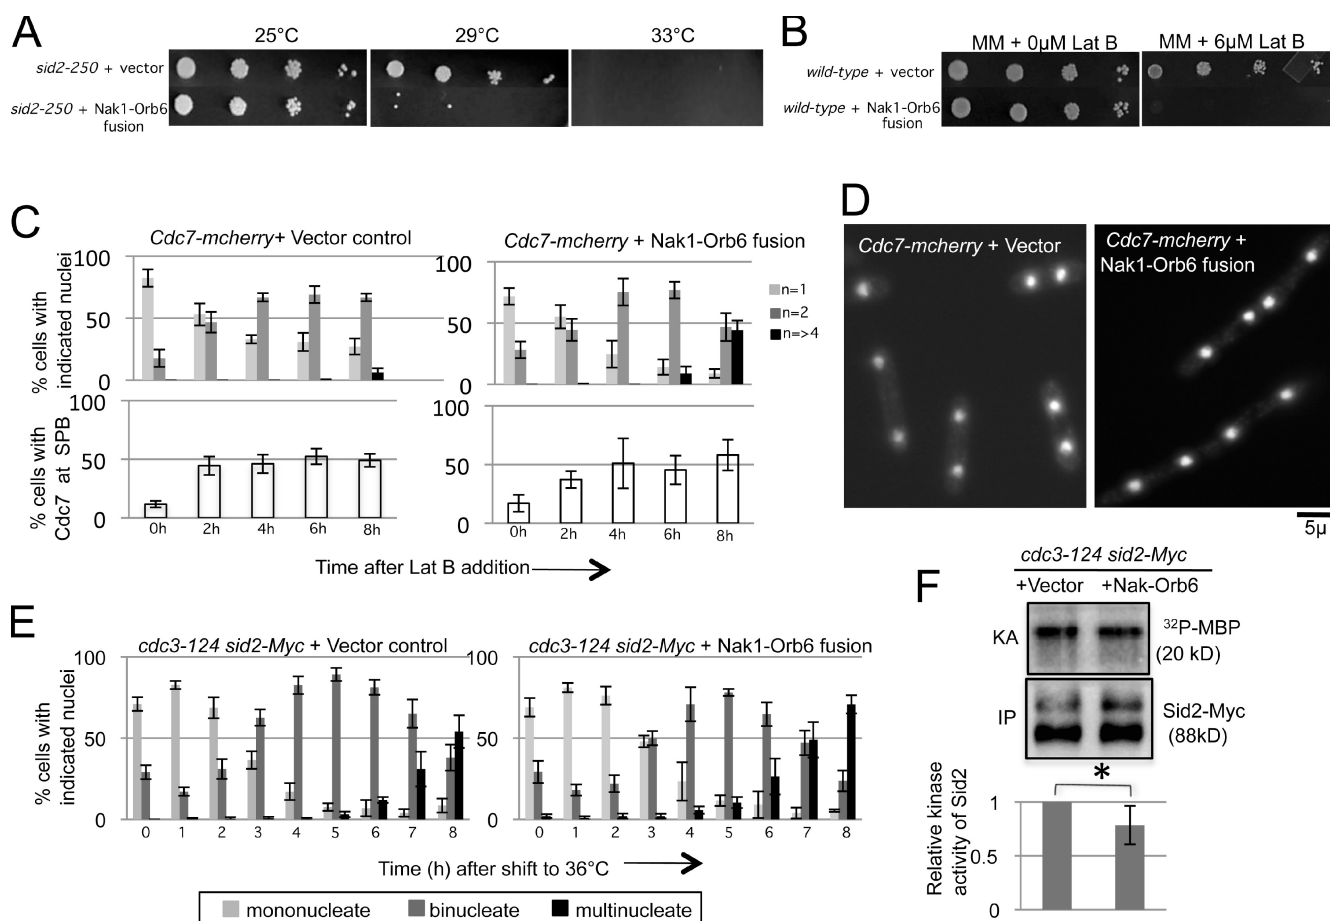 A
25°C
29°C
33°C
sid2-250 + vector
sid2-250 + Nak1-Orb6
fusion
B
MM + 0µM Lat B
MM + 6µM Lat B
wild-type + vector
wild-type + Nak1-Orb6
fusion
C
Cdc7-mcherry+ Vector control
Cdc7-mcherry + Nak1-Orb6 fusion
% cells with
indicated nuclei
100
50
0
100
50
0
n=1
n=2
n=>4
% cells with
Cdc7 at SPB
100
50
0
0h
2h
4h
6h
8h
100
50
0
0h
2h
4h
6h
8h
Time after Lat B addition
D
Cdc7-mcherry + Vector
Cdc7-mcherry +
Nak1-Orb6 fusion
5µ
E
cdc3-124 sid2-Myc + Vector control
cdc3-124 sid2-Myc + Nak1-Orb6 fusion
% cells with
indicated nuclei
100
50
0
0 1 2 3 4 5 6 7 8
100
50
0
0 1 2 3 4 5 6 7 8
Time (h) after shift to 36°C
mononucleate
binucleate
multinucleate
F
cdc3-124 sid2-Myc
+Vector
+Nak-Orb6
KA
32P-MBP
(20 kD)
IP
Sid2-Myc
(88kD)
*
Relative kinase
activity of Sid2
1
0.5
0